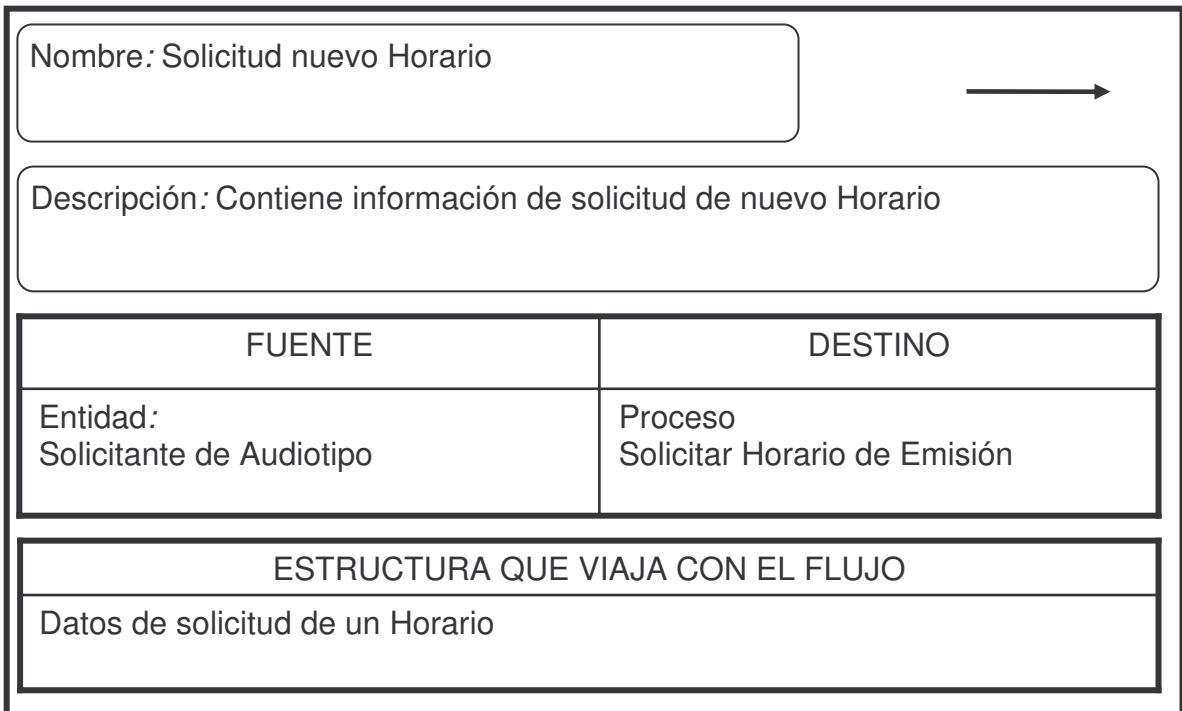 Nombre: Solicitud nuevo Horario
Descripción: Contiene información de solicitud de nuevo Horario
FUENTE
DESTINO
Entidad:
Solicitante de Audiotipo
Proceso
Solicitar Horario de Emisión
ESTRUCTURA QUE VIAJA CON EL FLUJO
Datos de solicitud de un Horario